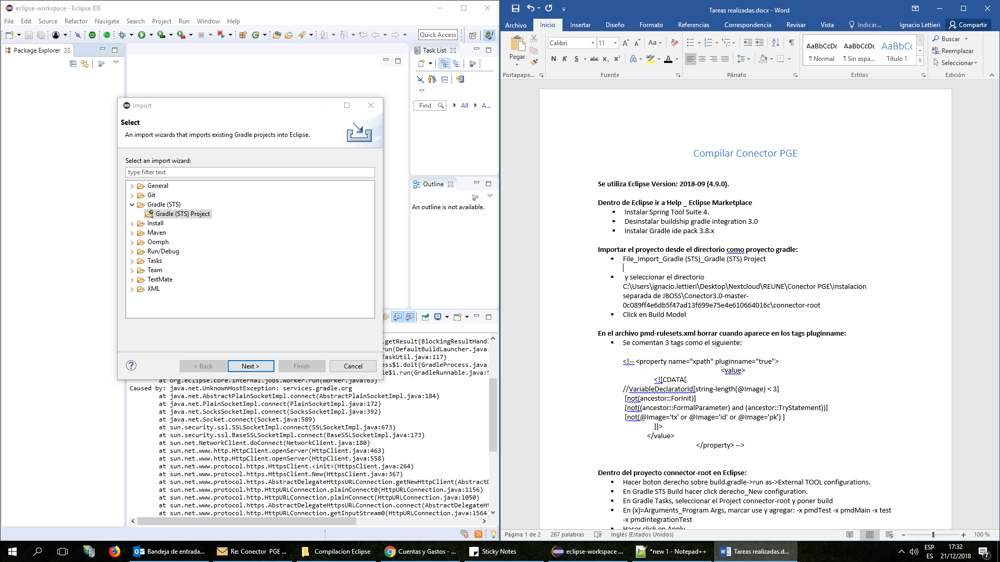 eclipse-workspace - Eclipse IDE
File Edit Source Refactor Navigate Search Project Run Window Help
Quick Access
Package Explorer
Task List
Find
All
A...
Outline
An outline is not available.
Import
Select
An import wizards that imports existing Gradle projects into Eclipse.
Select an import wizard:
type filter text
General
Git
Gradle (STS)
Gradle (STS) Project
Install
Maven
Oomph
Run/Debug
Tasks
Team
TextMate
XML
< Back
Next >
Finish
Cancel
.getResult(BlockingResultHandl
run(DefaultBuildLauncher.java:
TaskUtil.java:117)
ess$1.doit(GradleProcess.java:
le$1.run(GradleRunnable.java:5
at org.eclipse.core.internal.jobs.Worker.run(Worker.java:63)
Caused by: java.net.UnknownHostException: services.gradle.org
at java.net.AbstractPlainSocketImpl.connect(AbstractPlainSocketImpl.java:184)
at java.net.PlainSocketImpl.connect(PlainSocketImpl.java:172)
at java.net.SocksSocketImpl.connect(SocksSocketImpl.java:392)
at java.net.Socket.connect(Socket.java:589)
at sun.security.ssl.SSLSocketImpl.connect(SSLSocketImpl.java:673)
at sun.security.ssl.BaseSSLSocketImpl.connect(BaseSSLSocketImpl.java:173)
at sun.net.NetworkClient.doConnect(NetworkClient.java:180)
at sun.net.www.http.HttpClient.openServer(HttpClient.java:463)
at sun.net.www.http.HttpClient.openServer(HttpClient.java:558)
at sun.net.www.protocol.https.HttpsClient.<init>(HttpsClient.java:264)
at sun.net.www.protocol.https.HttpsClient.New(HttpsClient.java:367)
at sun.net.www.protocol.https.AbstractDelegateHttpsURLConnection.getNewHttpClient(AbstractD
at sun.net.www.protocol.http.HttpURLConnection.plainConnect0(HttpURLConnection.java:1156)
at sun.net.www.protocol.http.HttpURLConnection.plainConnect(HttpURLConnection.java:1050)
at sun.net.www.protocol.https.AbstractDelegateHttpsURLConnection.connect(AbstractDelegateHt
at sun.net.www.protocol.http.HttpURLConnection.getInputStream0(HttpURLConnection.java:1564)
Tareas realizadas.docx - Word
Archivo Inicio Insertar Diseño Formato Referencias Correspondencia Revisar Vista Indicar... Ignacio Lettieri Compartir
Pegar
Calibri 11
Aa
N K S abc x₂ x²
AaBbCcDc AaBbCcDc AaBbCc
¶ Normal ¶ Sin espa... Título 1
Buscar
Reemplazar
Seleccionar
Portapape... Fuente Párrafo Estilos Edición
Compilar Conector PGE
Se utiliza Eclipse Version: 2018-09 (4.9.0).
Dentro de Eclipse ir a Help _ Eclipse Marketplace
▪ Instalar Spring Tool Suite 4.
▪ Desinstalar buildship gradle integration 3.0
▪ Instalar Gradle ide pack 3.8.x
Importar el proyecto desde el directorio como proyecto gradle:
▪ File_Import_Gradle (STS)_Gradle (STS) Project
▪ y seleccionar el directorio
C:\Users\ignacio.lettieri\Desktop\Nextcloud\REUNE\Conector PGE\Instalacion
separada de JBOSS\Conector3.0-master-
0c089ff4e6db5f47ad13f699e75e4e610664016c\connector-root
▪ Click en Build Model
En el archivo pmd-rulesets.xml borrar cuando aparece en los tags pluginname:
▪ Se comentan 3 tags como el siguiente:
<!-- <property name="xpath" pluginname="true">
<value>
<![CDATA[
//VariableDeclaratorId[string-length(@Image) < 3]
[not(ancestor::ForInit)]
[not((ancestor::FormalParameter) and (ancestor::TryStatement))]
[not(@Image='tx' or @Image='id' or @Image='pk') ]
]]>
</value>
</property> -->
Dentro del proyecto connector-root en Eclipse:
▪ Hacer boton derecho sobre build.gradle->run as->External TOOL configurations.
▪ En Gradle STS Build hacer click derecho_New configuration.
▪ En Gradle Tasks, seleccionar el Project connector-root y poner build
▪ En (x)=Arguments_Program Args, marcar use y agregar: -x pmdTest -x pmdMain -x test
-x pmdIntegrationTest
▪ Hacer click en Apply
Página 1 de 2 267 palabras Inglés (Estados Unidos) 100 %
Bandeja de entrada... Re: Conector PGE ... Compilacion Eclipse Cuentas y Gastos - ... Sticky Notes eclipse-workspace ... *new 1 - Notepad++ Tareas realizadas.d...
ESP
ES
17:32
21/12/2018
7